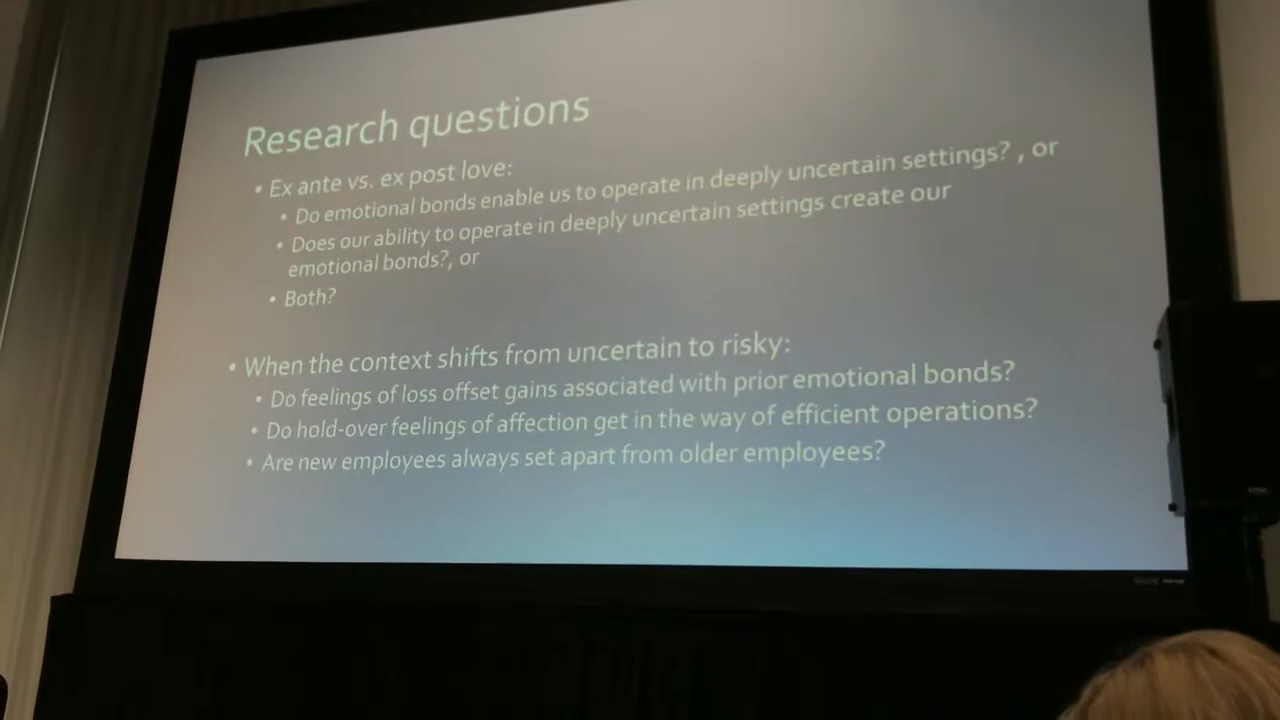 Research questions
• Ex ante vs. ex post love:
• Do emotional bonds enable us to operate in deeply uncertain settings? , or
• Does our ability to operate in deeply uncertain settings create our
emotional bonds?, or
• Both?
• When the context shifts from uncertain to risky:
• Do feelings of loss offset gains associated with prior emotional bonds?
• Do hold-over feelings of affection get in the way of efficient operations?
• Are new employees always set apart from older employees?